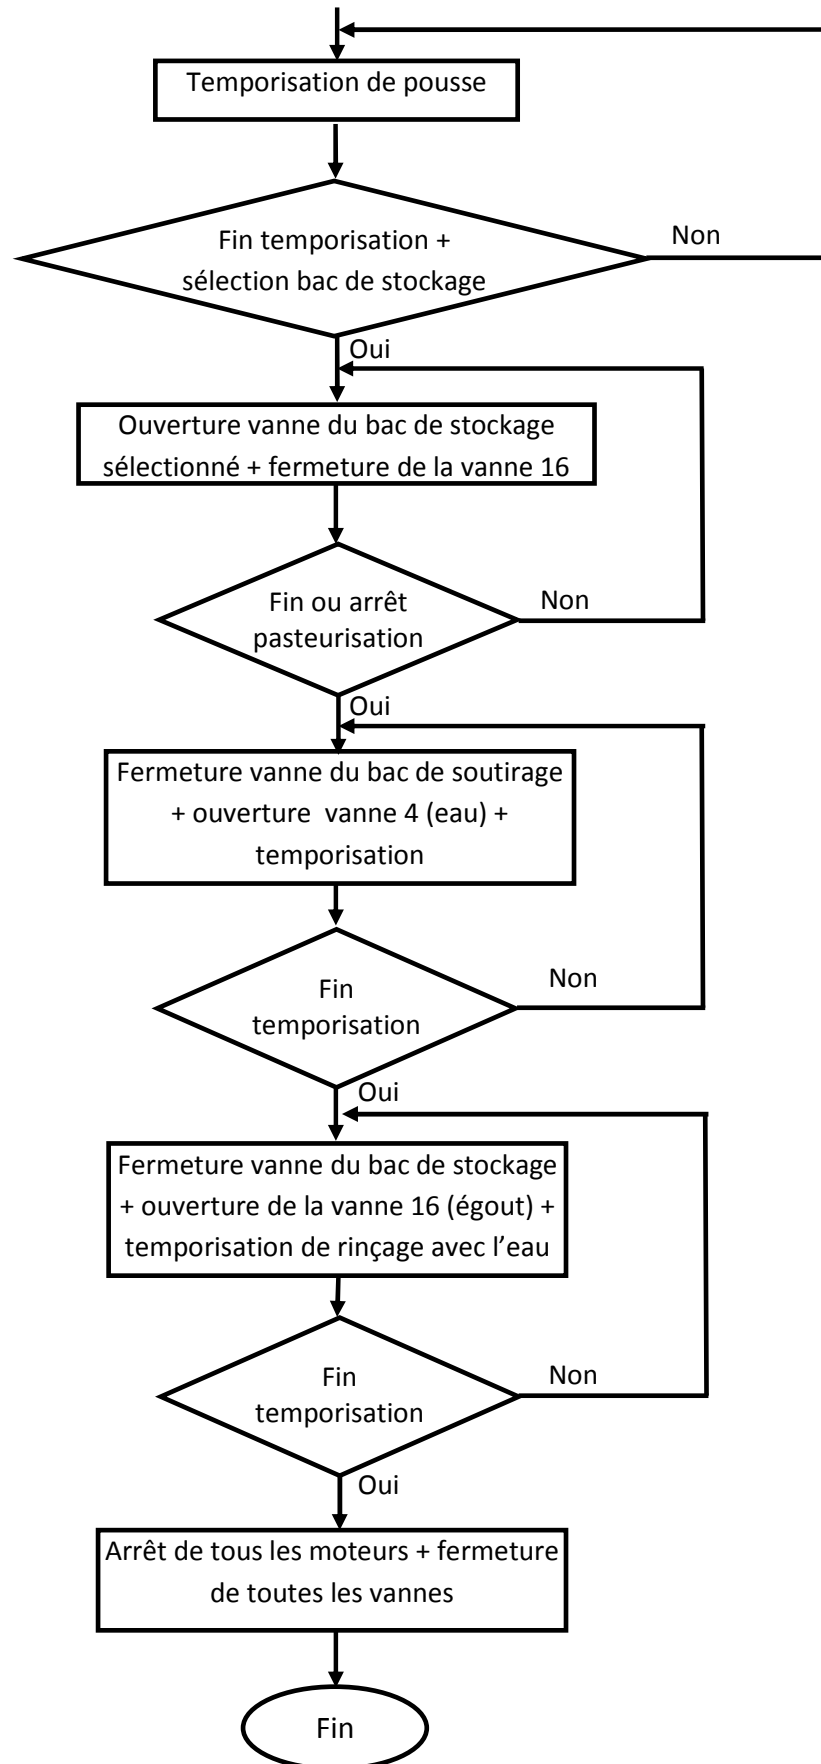 Temporisation de pousse
Fin temporisation +
sélection bac de stockage
Non
Oui
Ouverture vanne du bac de stockage
sélectionné + fermeture de la vanne 16
Fin ou arrêt
pasteurisation
Non
Oui
Fermeture vanne du bac de soutirage
+ ouverture vanne 4 (eau) +
temporisation
Fin
temporisation
Non
Oui
Fermeture vanne du bac de stockage
+ ouverture de la vanne 16 (égout) +
temporisation de rinçage avec l’eau
Fin
temporisation
Non
Oui
Arrêt de tous les moteurs + fermeture
de toutes les vannes
Fin